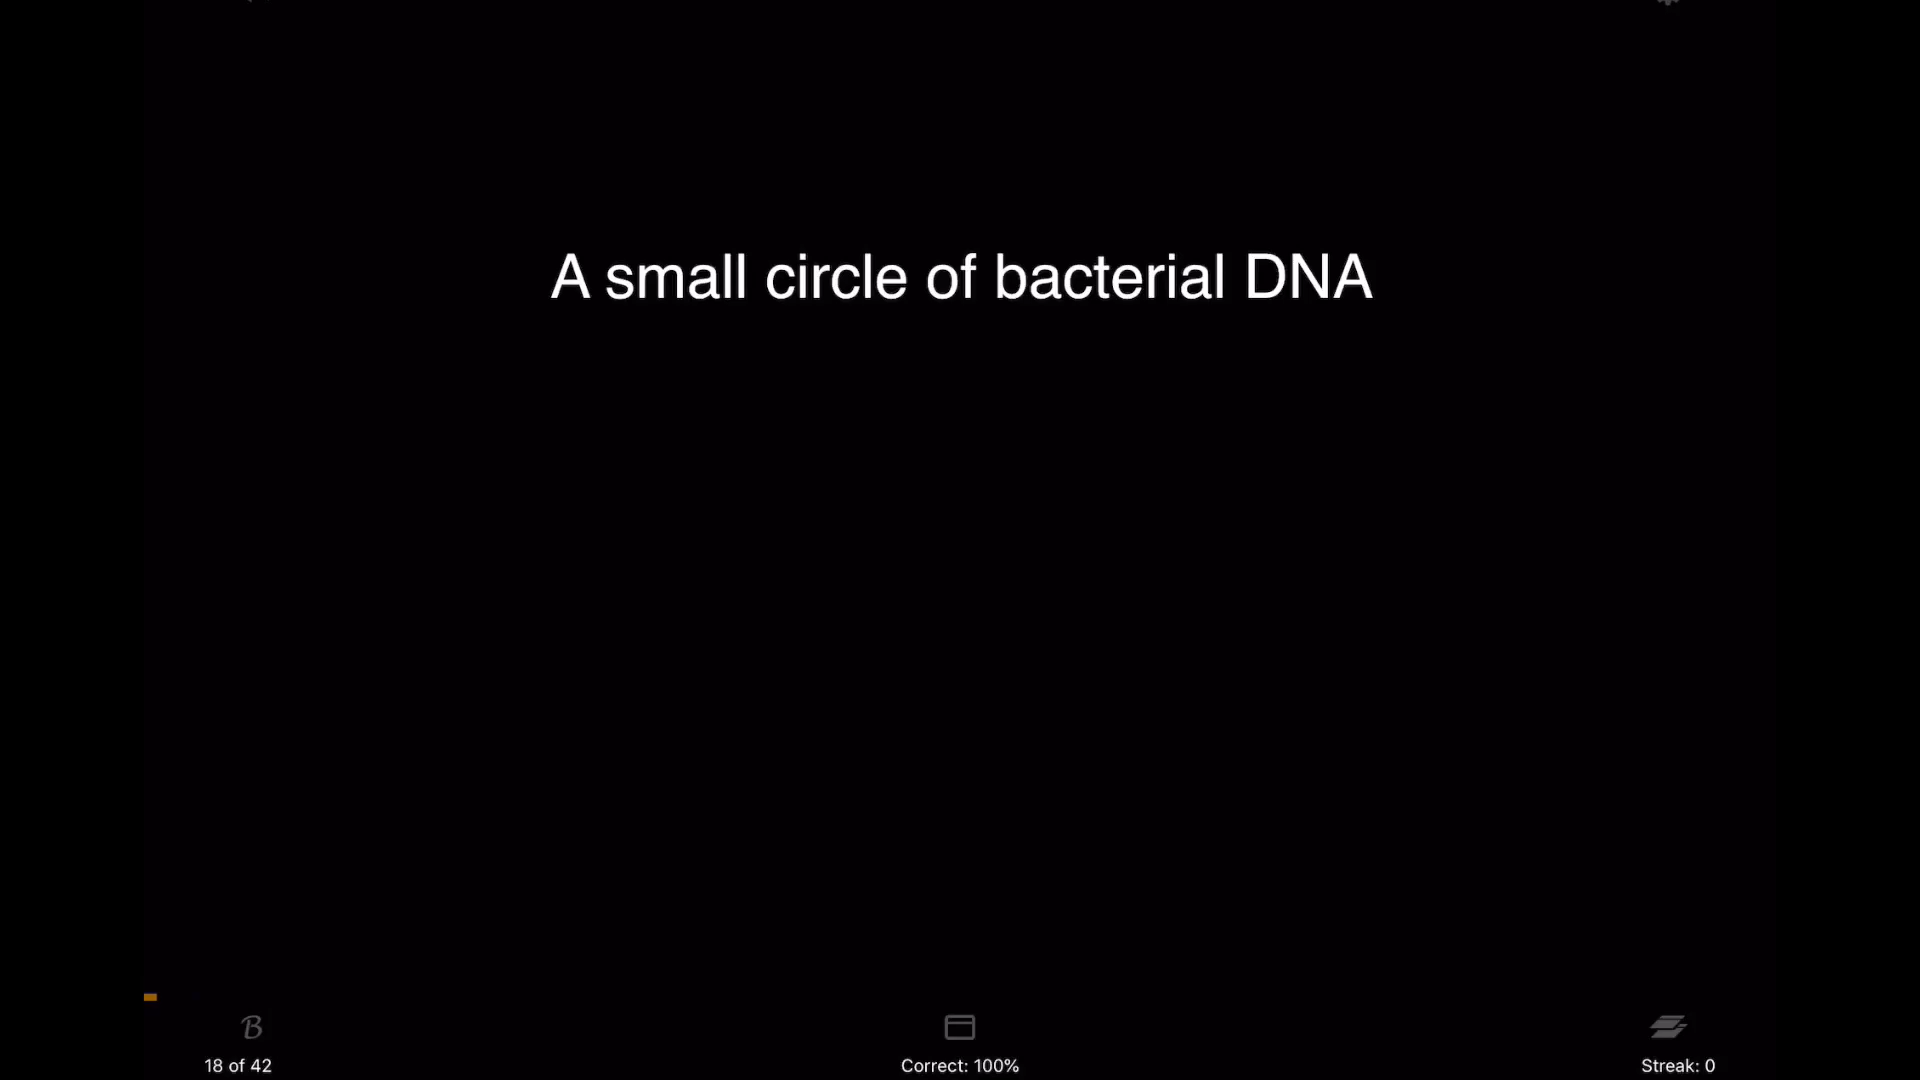 A small circle of bacterial DNA
B
18 of 42
Correct: 100%
Streak: 0